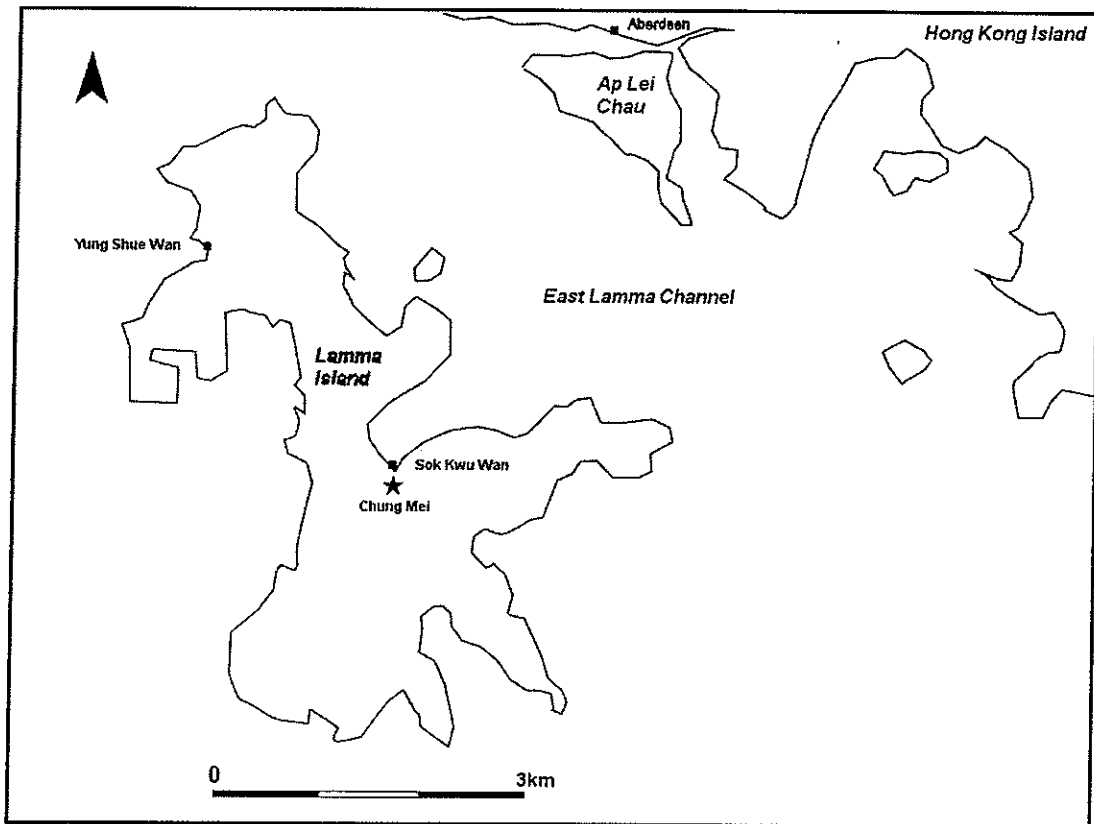 Aberdeen
Hong Kong Island
Ap Lei
Chau
Yung Shue Wan
East Lamma Channel
Lamma
Island
Sok Kwu Wan
Chung Mei
0 3km